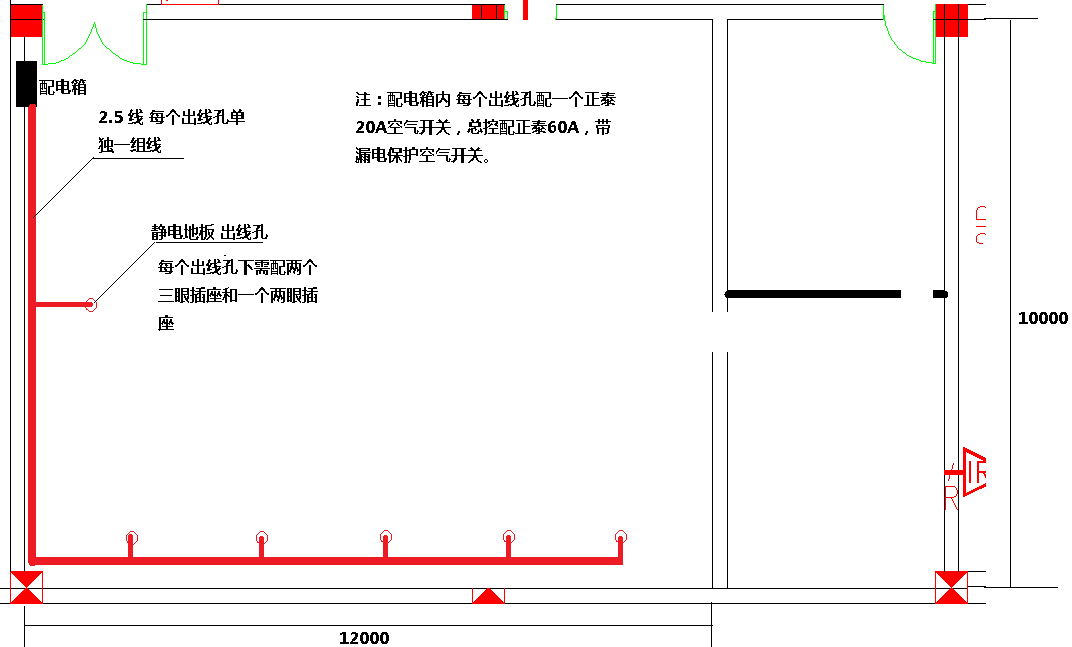 配电箱
2.5 线 每个出线孔单
独一组线
注：配电箱内 每个出线孔配一个正泰
20A空气开关，总控配正泰60A，带
漏电保护空气开关。
静电地板 出线孔
每个出线孔下需配两个
三眼插座和一个两眼插
座
10000
12000